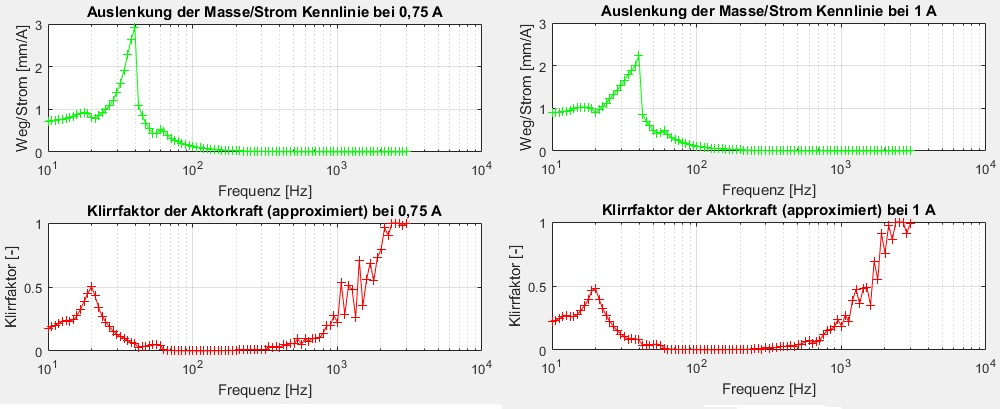 Auslenkung der Masse/Strom Kennlinie bei 0,75 A
Weg/Strom [mm/A]
3
2
1
0
10^1
10^2
10^3
10^4
Frequenz [Hz]
Auslenkung der Masse/Strom Kennlinie bei 1 A
Weg/Strom [mm/A]
3
2
1
0
10^1
10^2
10^3
10^4
Frequenz [Hz]
Klirrfaktor der Aktorkraft (approximiert) bei 0,75 A
Klirrfaktor [-]
1
0.5
0
10^1
10^2
10^3
10^4
Frequenz [Hz]
Klirrfaktor der Aktorkraft (approximiert) bei 1 A
Klirrfaktor [-]
1
0.5
0
10^1
10^2
10^3
10^4
Frequenz [Hz]